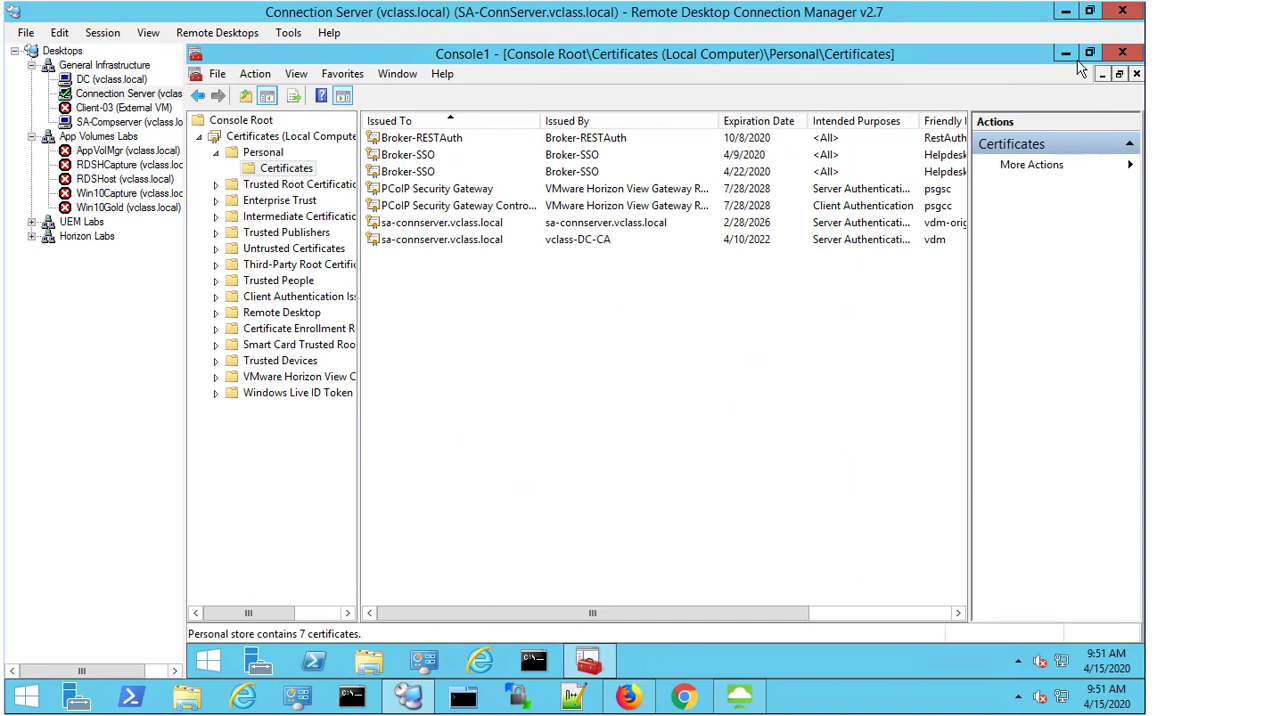 Connection Server (vclass.local) (SA-ConnServer.vclass.local) - Remote Desktop Connection Manager v2.7
File Edit Session View Remote Desktops Tools Help
Desktops
General Infrastructure
DC (vclass.local)
Connection Server (vclas
Client-03 (External VM)
SA-Compserver (vclass.lo
App Volumes Labs
AppVolMgr (vclass.local)
RDSHCapture (vclass.loc
RDSHost (vclass.local)
Win10Capture (vclass.loc
Win10Gold (vclass.local)
UEM Labs
Horizon Labs
Console1 - [Console Root\Certificates (Local Computer)\Personal\Certificates]
File Action View Favorites Window Help
Console Root
Certificates (Local Compute
Personal
Certificates
Trusted Root Certificatio
Enterprise Trust
Intermediate Certificatio
Trusted Publishers
Untrusted Certificates
Third-Party Root Certific
Trusted People
Client Authentication Iss
Remote Desktop
Certificate Enrollment R
Smart Card Trusted Roo
Trusted Devices
VMware Horizon View C
Windows Live ID Token
Issued To Issued By Expiration Date Intended Purposes Friendly
Broker-RESTAuth Broker-RESTAuth 10/8/2020 <All> RestAuth
Broker-SSO Broker-SSO 4/9/2020 <All> Helpdesk
Broker-SSO Broker-SSO 4/22/2020 <All> Helpdesk
PCoIP Security Gateway VMware Horizon View Gateway R... 7/28/2028 Server Authenticati... psgsc
PCoIP Security Gateway Contro... VMware Horizon View Gateway R... 7/28/2028 Client Authentication psgcc
sa-connserver.vclass.local sa-connserver.vclass.local 2/28/2026 Server Authenticati... vdm-orig
sa-connserver.vclass.local vclass-DC-CA 4/10/2022 Server Authenticati... vdm
Actions
Certificates
More Actions
Personal store contains 7 certificates.
9:51 AM
4/15/2020
9:51 AM
4/15/2020